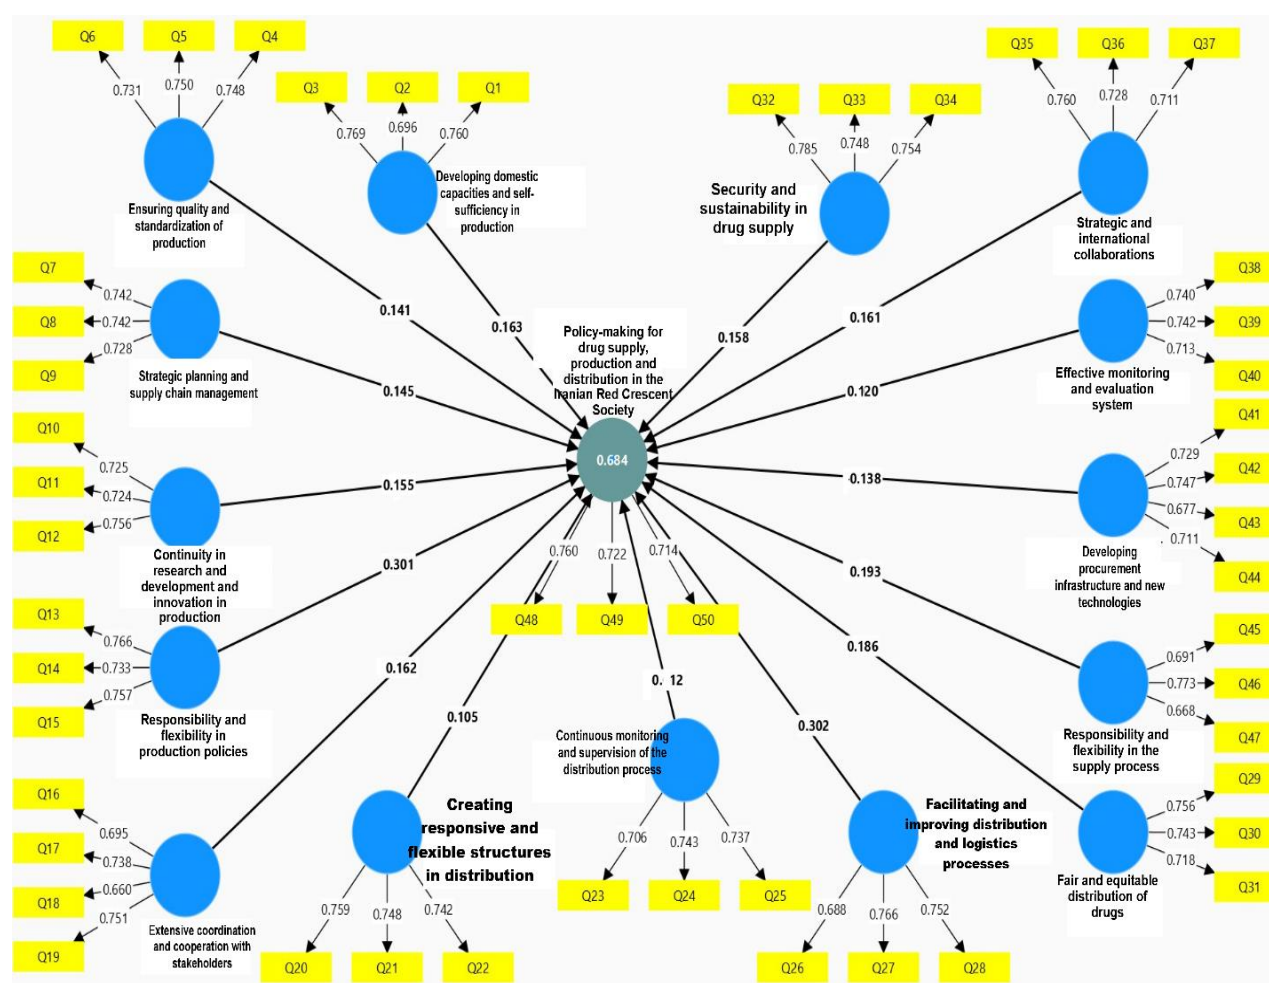 Q6
Q5
Q4
0.731
0.750
0.748
Ensuring quality and
standardization of
production
Q3
Q2
Q1
0.769
0.696
0.760
Developing domestic
capacities and self-
sufficiency in
production
Q32
Q33
Q34
0.785
0.748
0.754
Security and
sustainability in
drug supply
Q35
Q36
Q37
0.760
0.728
0.711
Strategic and
international
collaborations
Q7
Q8
Q9
0.742
0.742
0.728
Strategic planning and
supply chain management
Q38
Q39
Q40
0.740
0.742
0.713
Effective monitoring
and evaluation
system
0.141
0.163
0.158
0.161
0.145
0.120
Policy-making for
drug supply,
production and
distribution in the
Iranian Red Crescent
Society
0.684
Q10
Q11
Q12
0.725
0.724
0.756
Continuity in
research and
development and
innovation in
production
0.155
0.138
Q41
Q42
Q43
Q44
0.729
0.747
0.677
0.711
Developing
procurement
infrastructure and new
technologies
0.301
0.193
0.760
0.722
0.714
Q48
Q49
Q50
Q13
Q14
Q15
0.766
0.733
0.757
Responsibility and
flexibility in
production policies
Q45
Q46
Q47
0.691
0.773
0.668
Responsibility and
flexibility in the
supply process
0.162
0.186
0.105
0.302
Q16
Q17
Q18
Q19
0.695
0.738
0.660
0.751
Extensive coordination
and cooperation with
stakeholders
Creating
responsive and
flexible structures
in distribution
0.759
0.748
0.742
Q20
Q21
Q22
Continuous monitoring
and supervision of the
distribution process
0.706
0.743
0.737
Q23
Q24
Q25
Facilitating and
improving distribution
and logistics
processes
0.688
0.766
0.752
Q26
Q27
Q28
Q29
Q30
Q31
0.756
0.743
0.718
Fair and equitable
distribution of
drugs